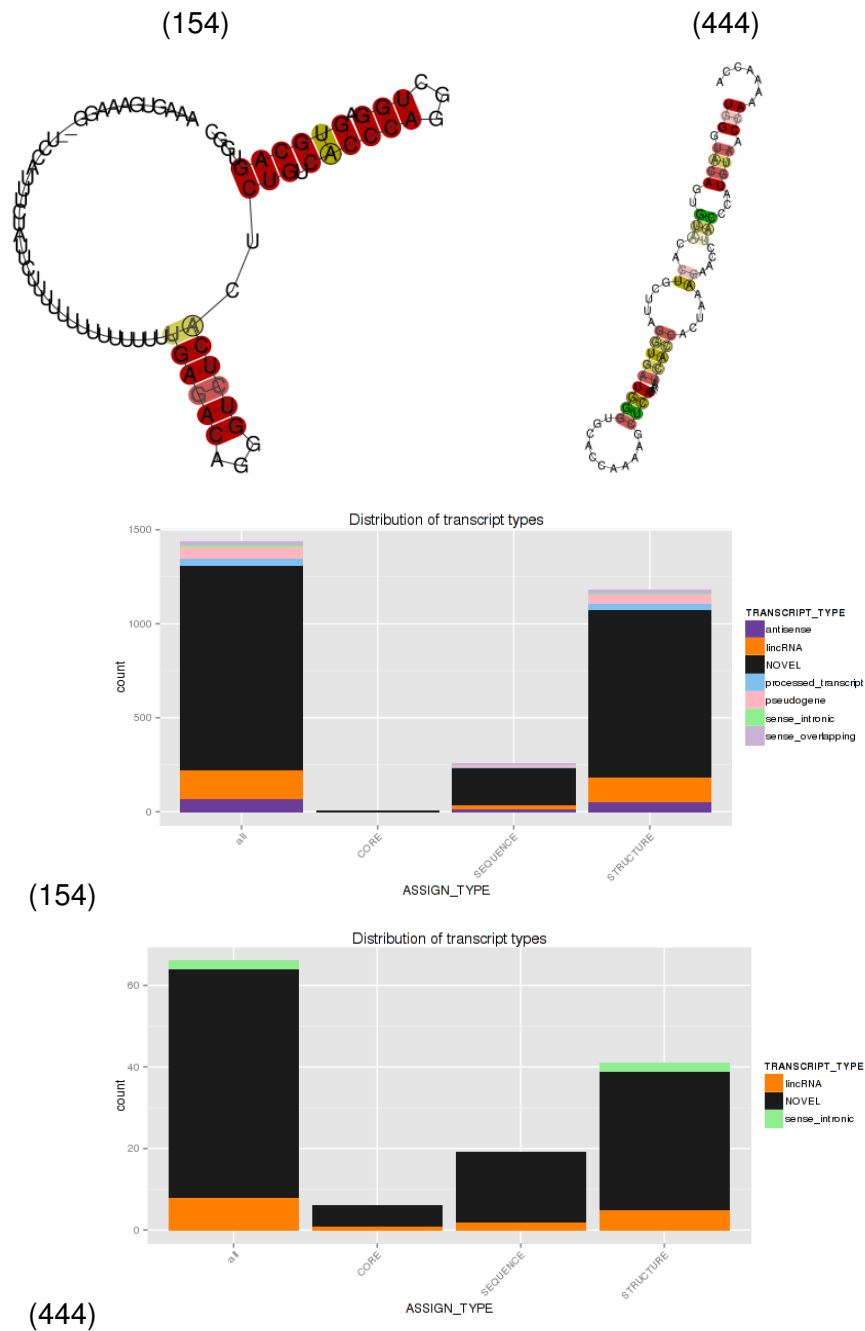 (154) (444)
Distribution of transcript types
1500
1000
500
0
count
all CORE SEQUENCE STRUCTURE
ASSIGN_TYPE
TRANSCRIPT_TYPE
antisense
lincRNA
NOVEL
processed_transcript
pseudogene
sense_intronic
sense_overlapping
(154)
Distribution of transcript types
60
40
20
0
count
all CORE SEQUENCE STRUCTURE
ASSIGN_TYPE
TRANSCRIPT_TYPE
lincRNA
NOVEL
sense_intronic
(444)